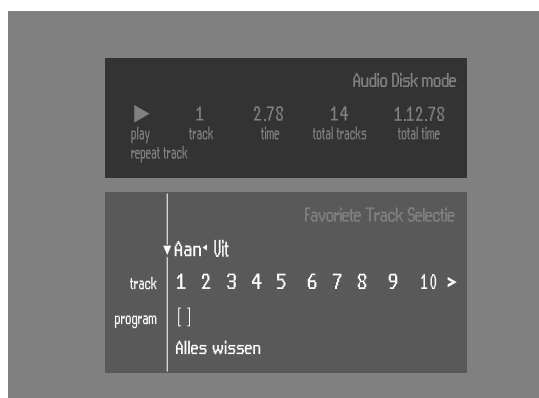 Audio Disk mode
1 2.78 14 1.12.78
play track time total tracks total time
repeat track
Favoriete Track Selectie
Aan Uit
track 1 2 3 4 5 6 7 8 9 10 >
program [ ]
Alles wissen